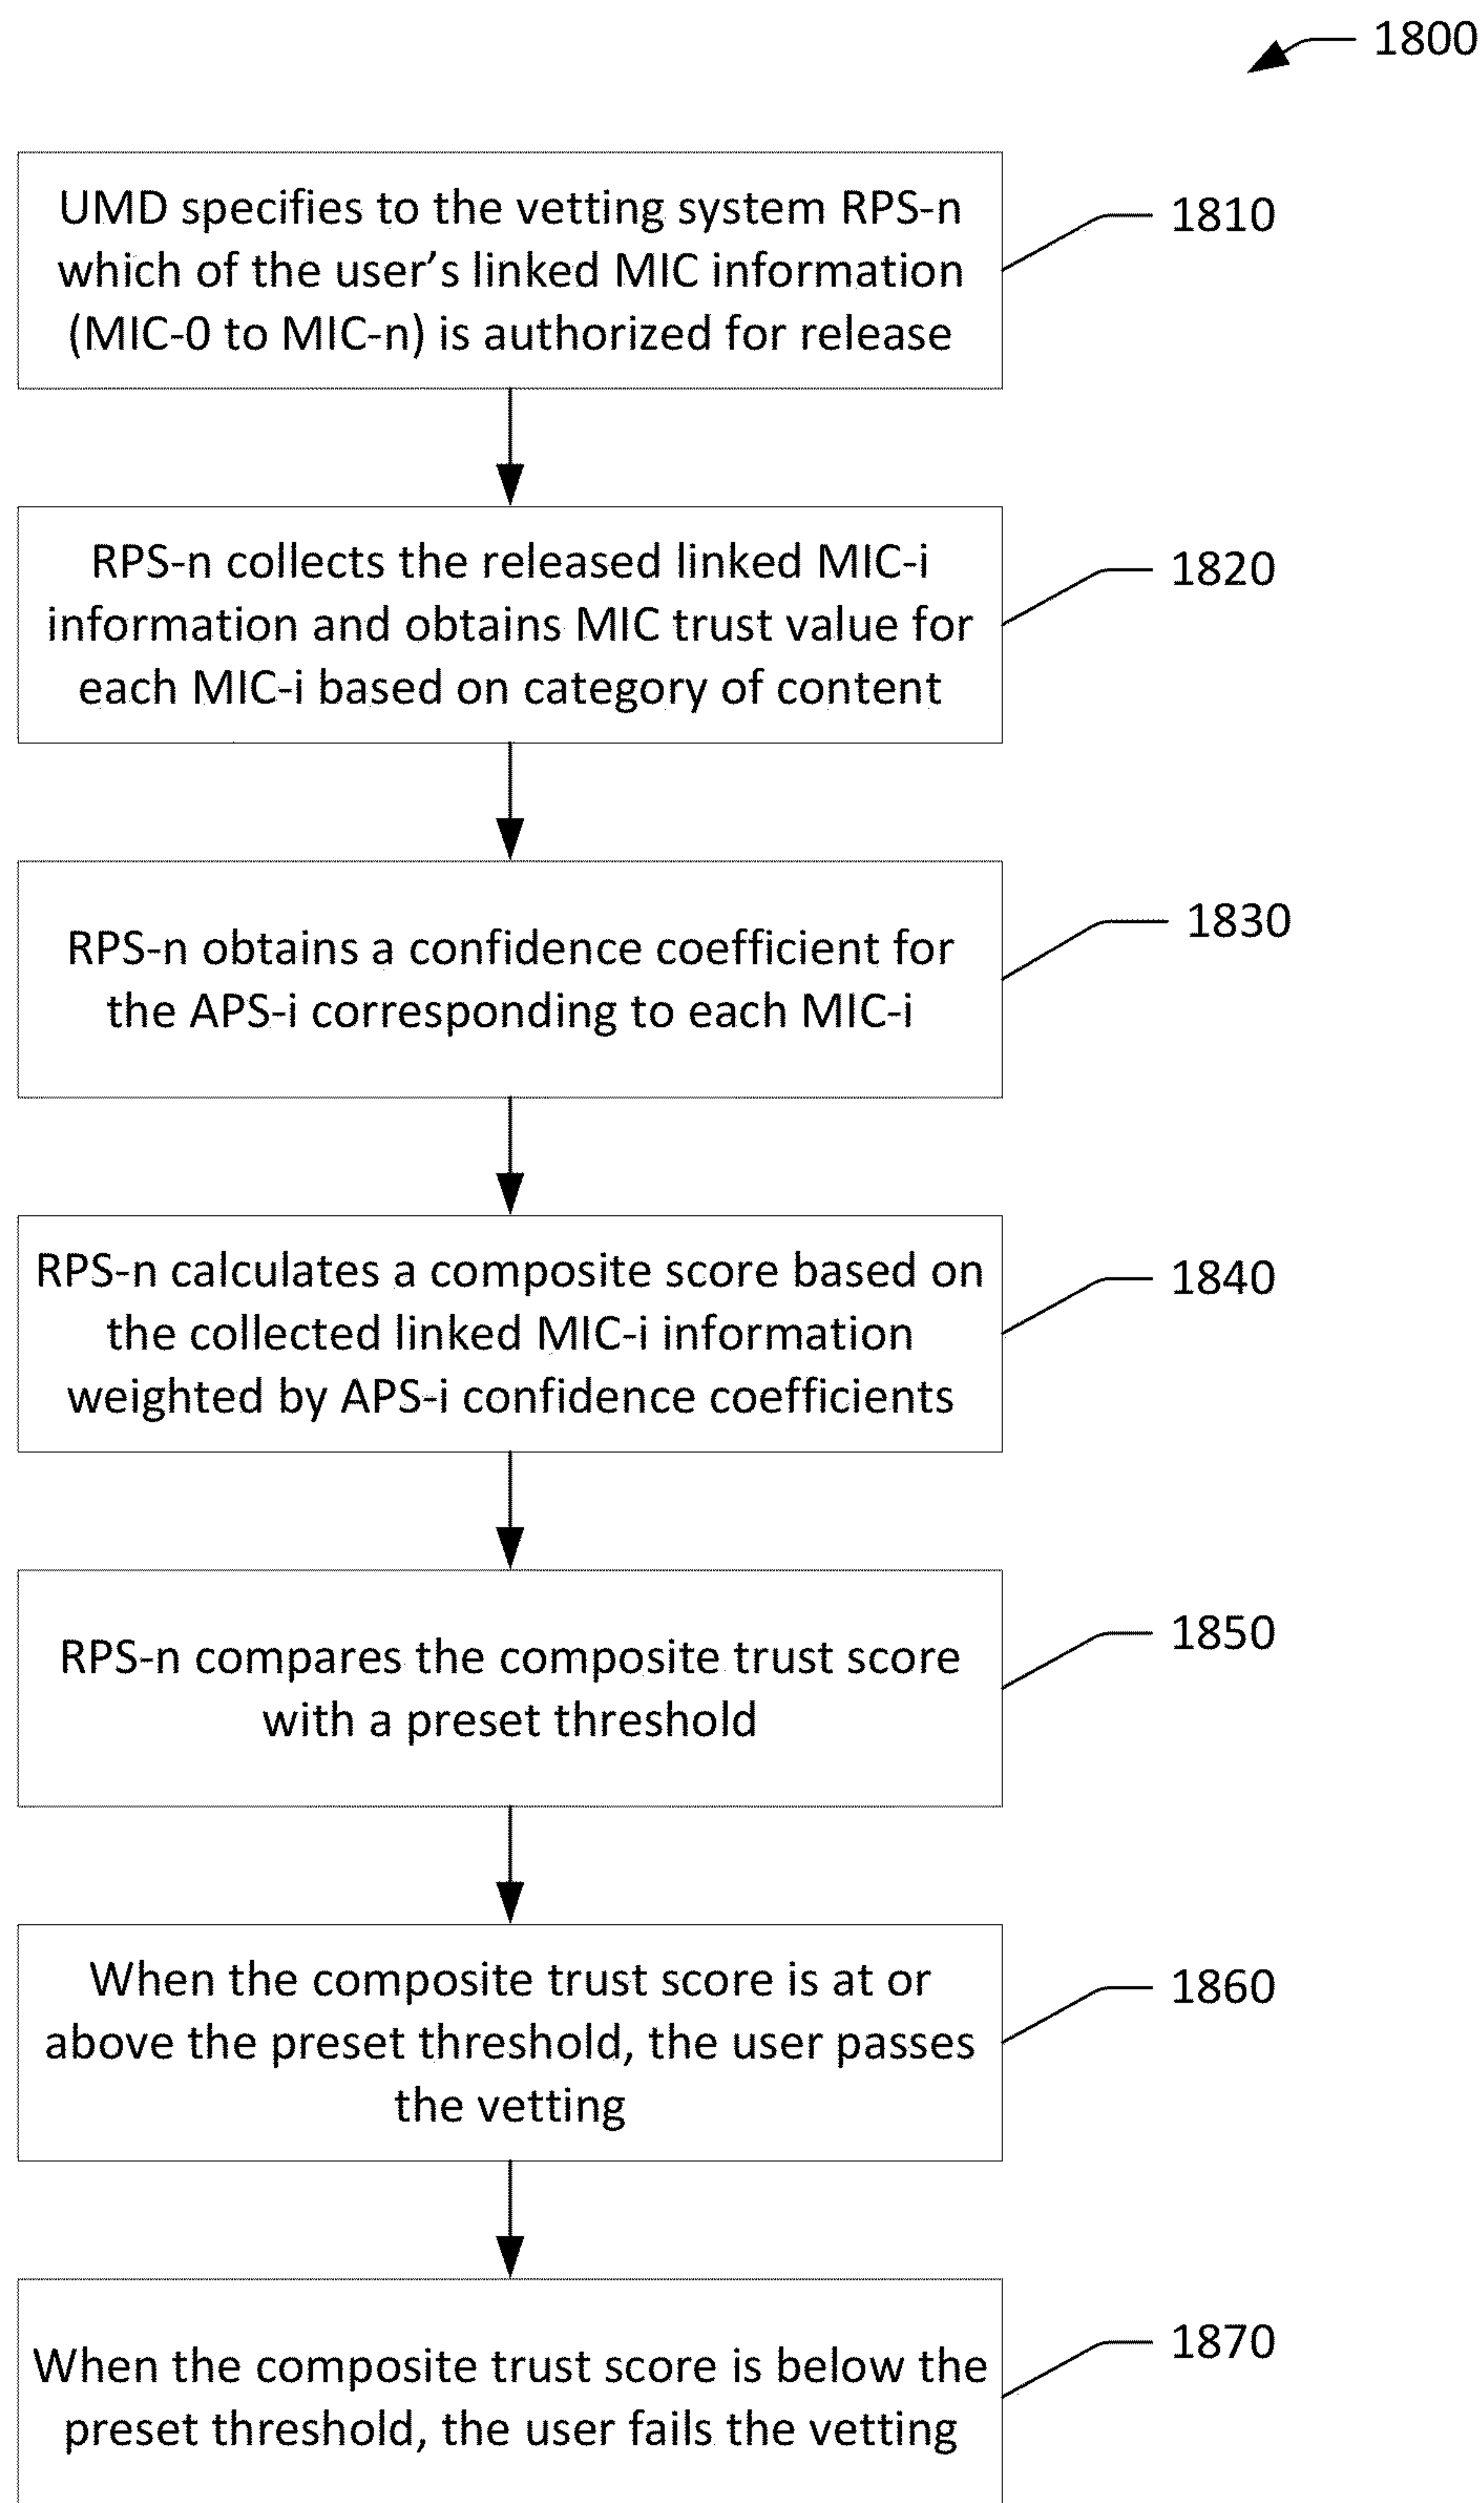 1800
UMD specifies to the vetting system RPS-n
which of the user's linked MIC information
(MIC-0 to MIC-n) is authorized for release
1810
RPS-n collects the released linked MIC-i
information and obtains MIC trust value for
each MIC-i based on category of content
1820
RPS-n obtains a confidence coefficient for
the APS-i corresponding to each MIC-i
1830
RPS-n calculates a composite score based on
the collected linked MIC-i information
weighted by APS-i confidence coefficients
1840
RPS-n compares the composite trust score
with a preset threshold
1850
When the composite trust score is at or
above the preset threshold, the user passes
the vetting
1860
When the composite trust score is below the
preset threshold, the user fails the vetting
1870